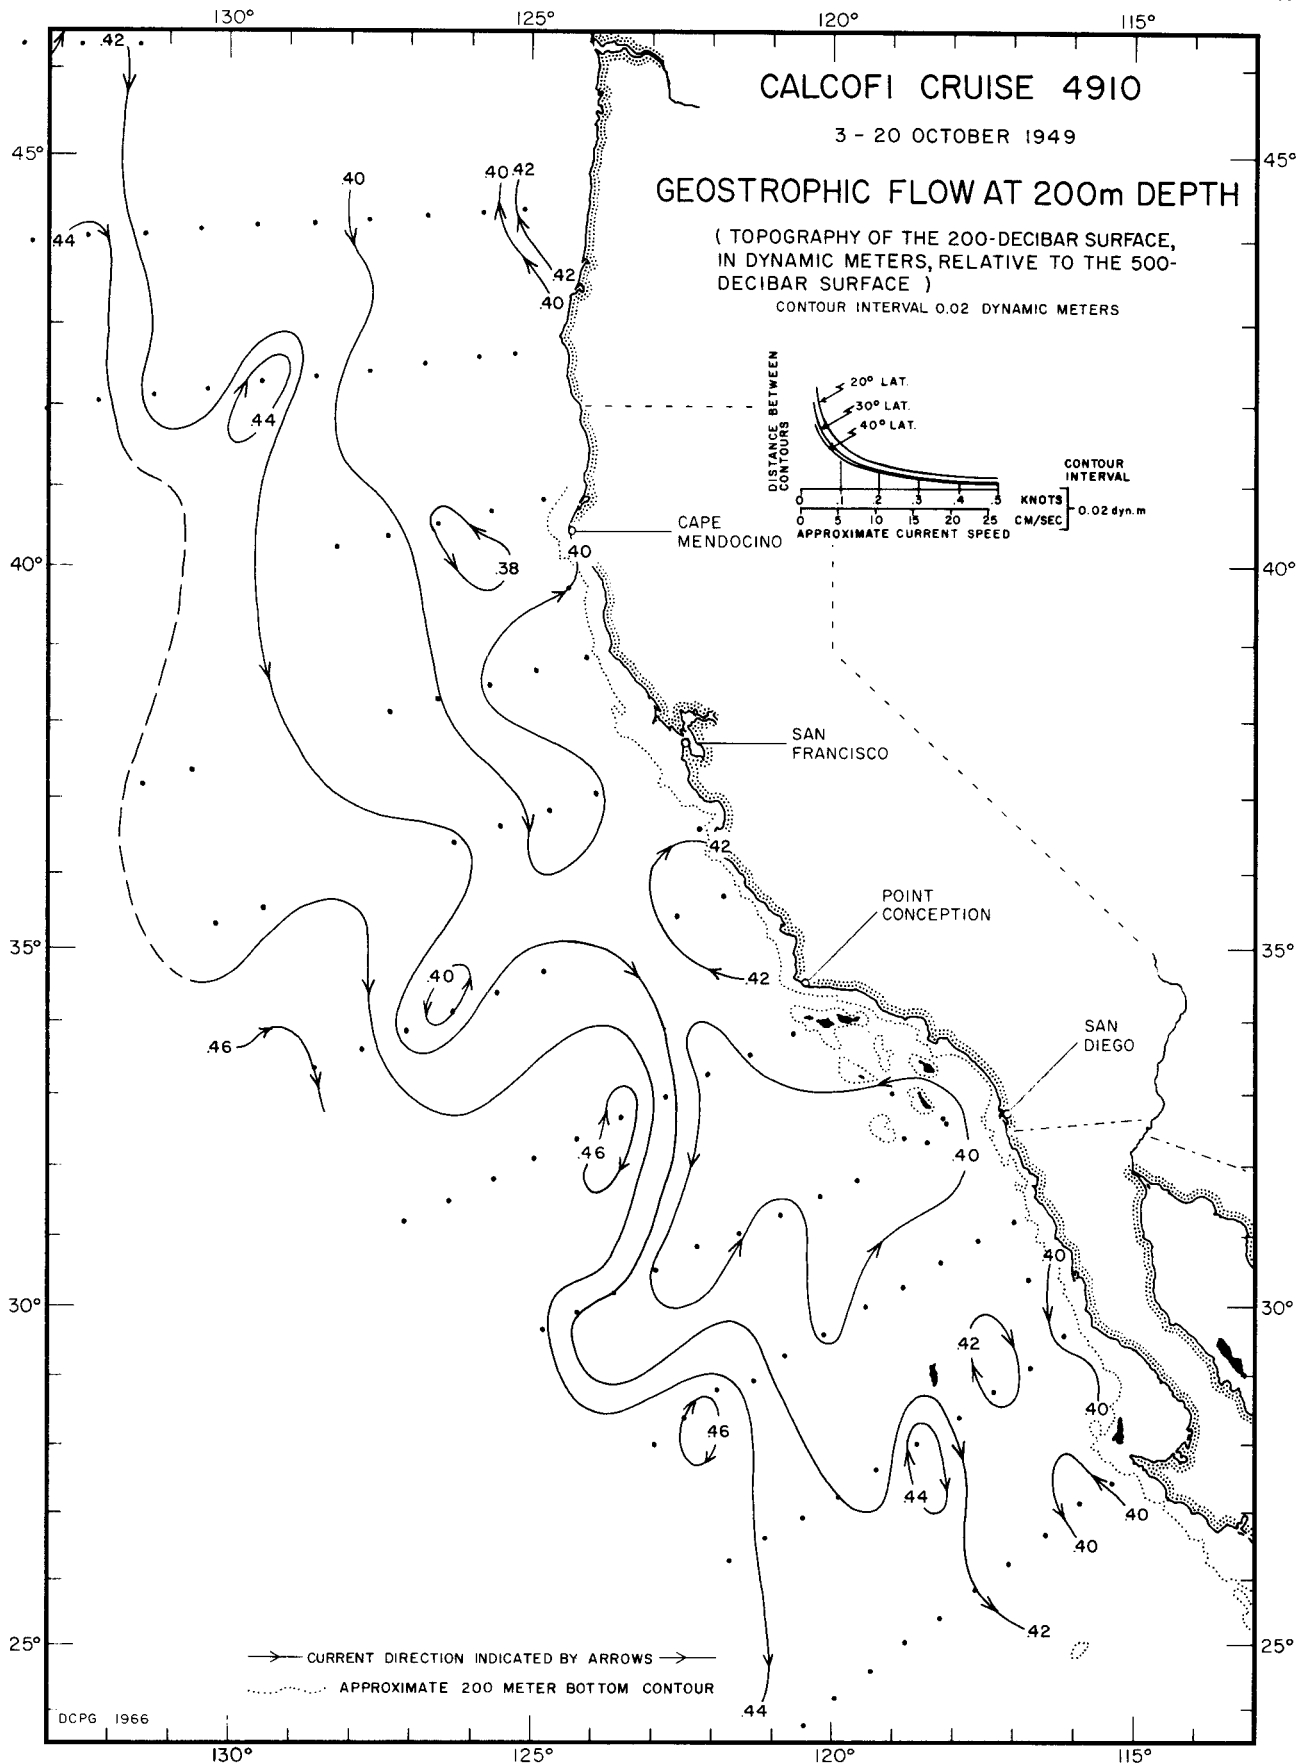 130°
125°
120°
115°
.42
CALCOFI CRUISE 4910
3 - 20 OCTOBER 1949
45°
45°
.40
.40
.42
GEOSTROPHIC FLOW AT 200m DEPTH
.44
( TOPOGRAPHY OF THE 200-DECIBAR SURFACE,
IN DYNAMIC METERS, RELATIVE TO THE 500-
DECIBAR SURFACE )
.42
.40
CONTOUR INTERVAL 0.02 DYNAMIC METERS
DISTANCE BETWEEN
CONTOURS
20° LAT.
30° LAT.
40° LAT.
.44
CONTOUR
INTERVAL
0 .1 .2 .3 .4 .5 KNOTS
0 5 10 15 20 25 CM/SEC
0.02 dyn. m
APPROXIMATE CURRENT SPEED
CAPE
MENDOCINO
.40
.38
40°
40°
SAN
FRANCISCO
.42
POINT
CONCEPTION
35°
35°
.40
.42
.46
SAN
DIEGO
.46
.40
.40
30°
30°
.42
.40
.46
.44
.40
.40
.42
25°
25°
CURRENT DIRECTION INDICATED BY ARROWS
APPROXIMATE 200 METER BOTTOM CONTOUR
.44
DCPG 1966
130°
125°
120°
115°